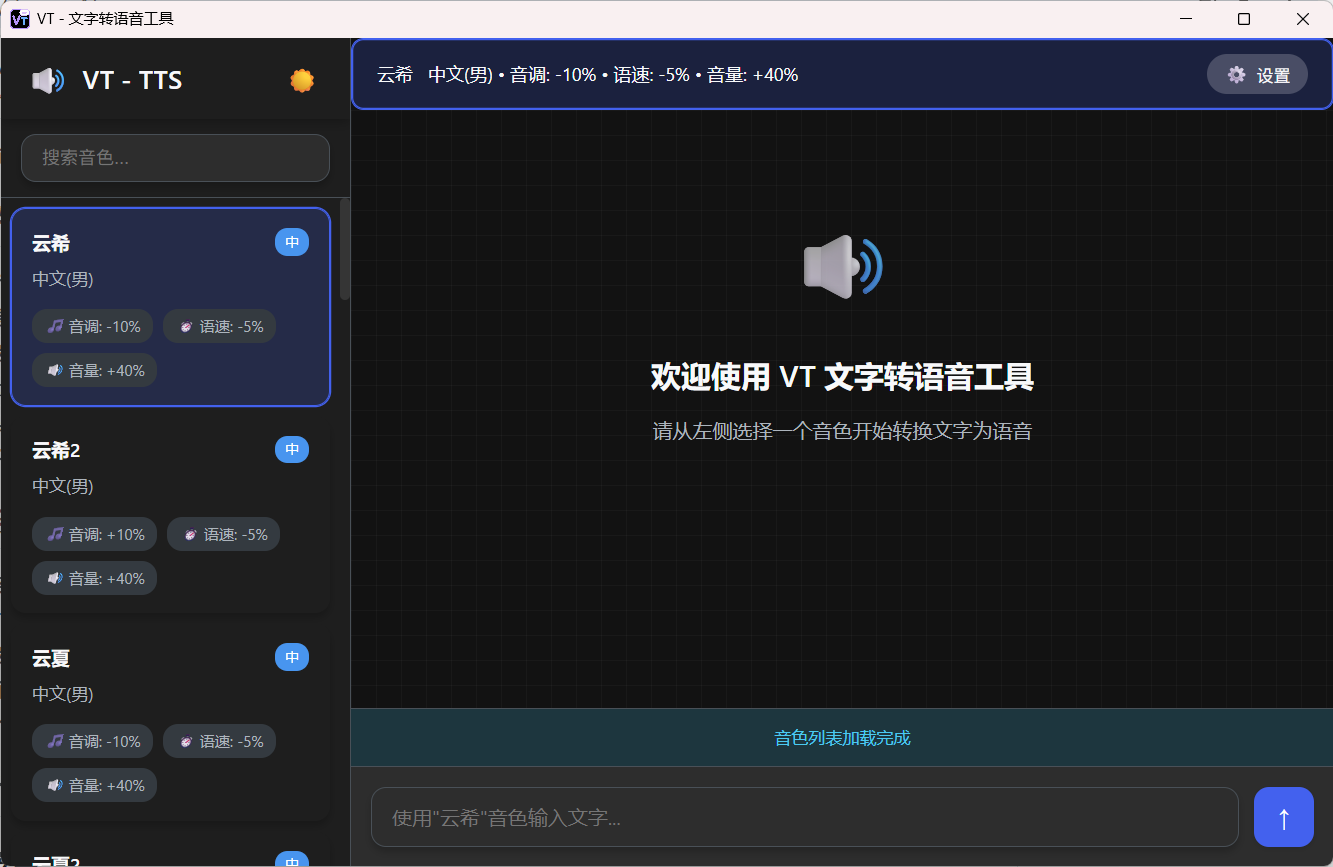 VT - 文字转语音工具
VT - TTS
搜索音色...
云希
中
中文(男)
音调: -10%
语速: -5%
音量: +40%
云希2
中
中文(男)
音调: +10%
语速: -5%
音量: +40%
云夏
中
中文(男)
音调: -10%
语速: -5%
音量: +40%
云夏2
中
云希 中文(男) • 音调: -10% • 语速: -5% • 音量: +40%
设置
欢迎使用 VT 文字转语音工具
请从左侧选择一个音色开始转换文字为语音
音色列表加载完成
使用"云希"音色输入文字...
↑